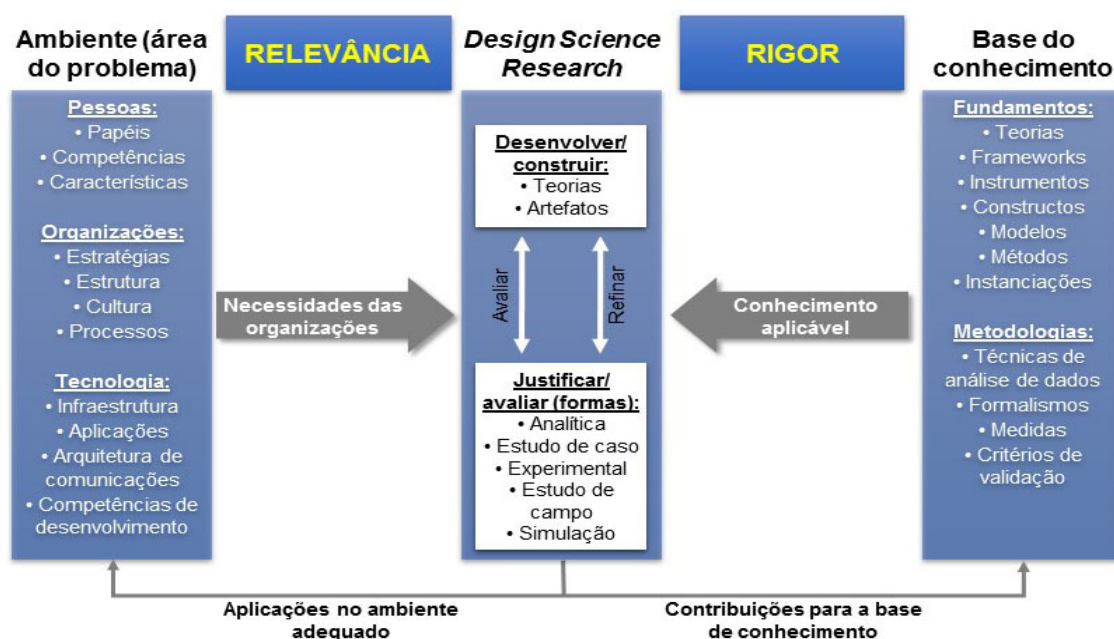 Ambiente (área
do problema)
Pessoas:
• Papéis
• Competências
• Características
Organizações:
• Estratégias
• Estrutura
• Cultura
• Processos
Tecnologia:
• Infraestrutura
• Aplicações
• Arquitetura de
comunicações
• Competências de
desenvolvimento
RELEVÂNCIA
Necessidades das
organizações
Design Science
Research
Desenvolver/
construir:
• Teorias
• Artefatos
Avaliar
Refinar
Justificar/
avaliar (formas):
• Analítica
• Estudo de caso
• Experimental
• Estudo de
campo
• Simulação
RIGOR
Conhecimento
aplicável
Base do
conhecimento
Fundamentos:
• Teorias
• Frameworks
• Instrumentos
• Constructos
• Modelos
• Métodos
• Instanciações
Metodologias:
• Técnicas de
análise de dados
• Formalismos
• Medidas
• Critérios de
validação
Aplicações no ambiente
adequado
Contribuições para a base
de conhecimento